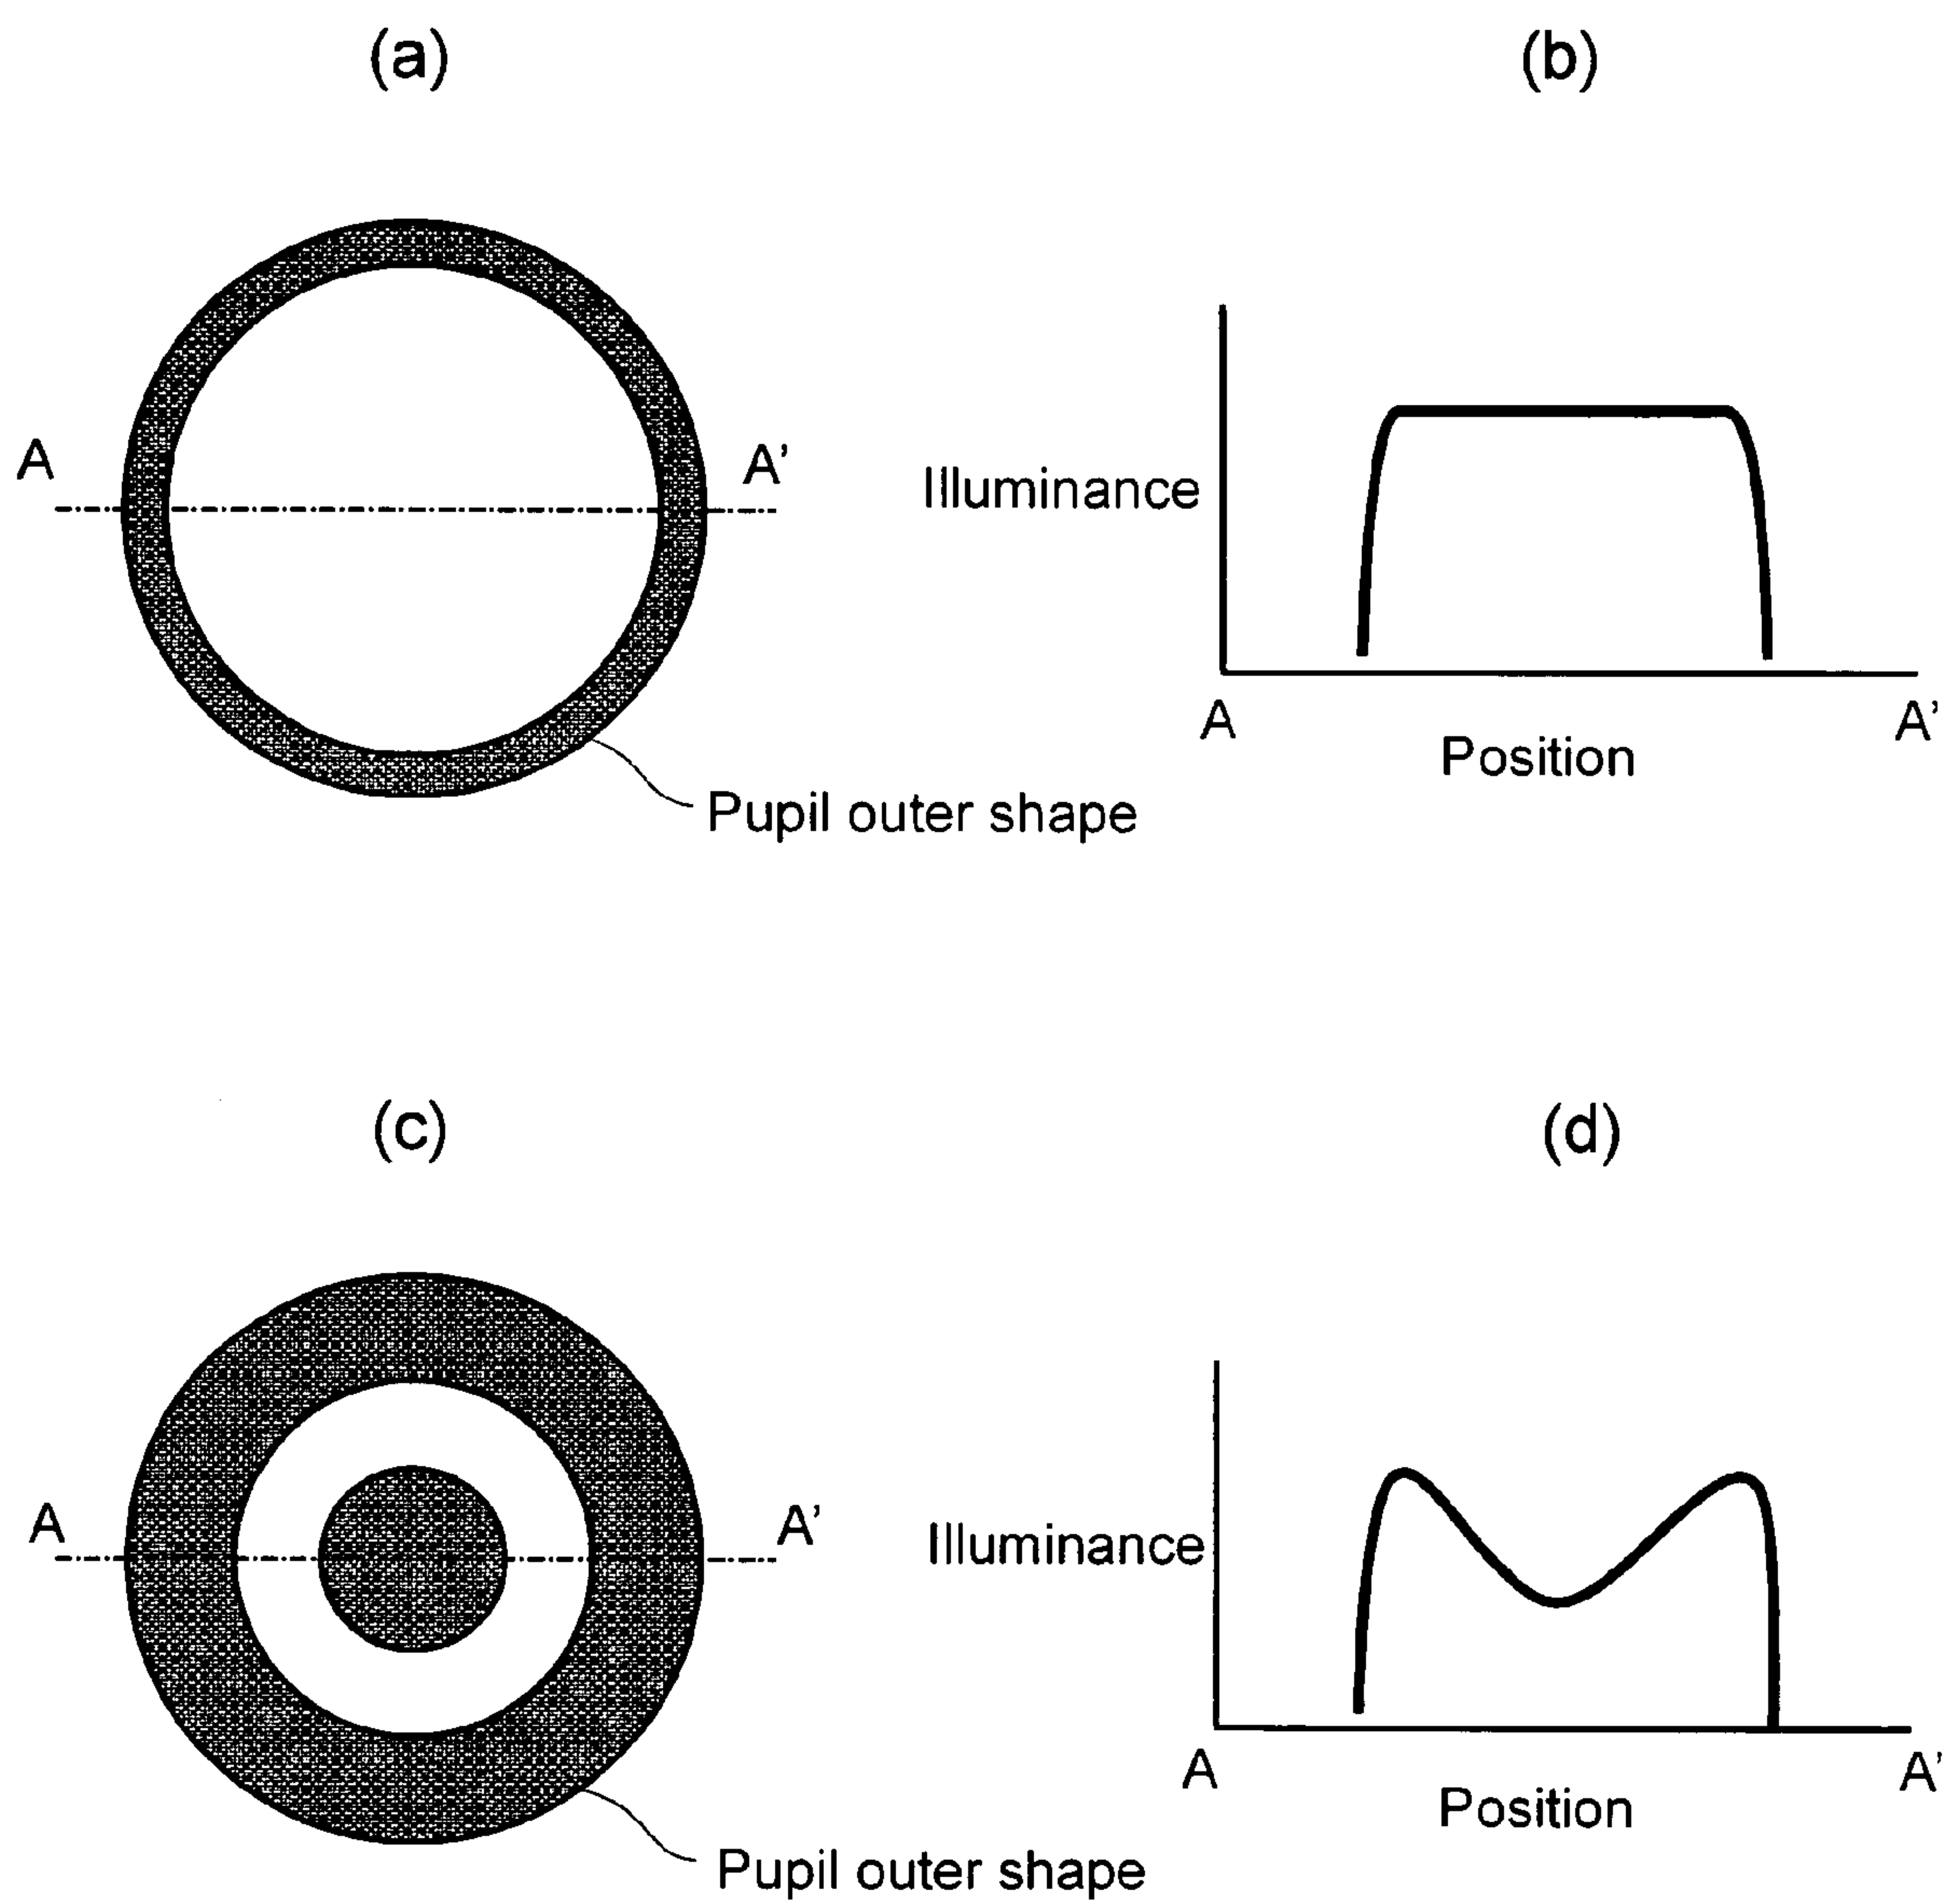 (a)
(b)
A
A'
Illuminance
A
A'
Position
Pupil outer shape
(c)
(d)
A
A'
Illuminance
A
A'
Position
Pupil outer shape